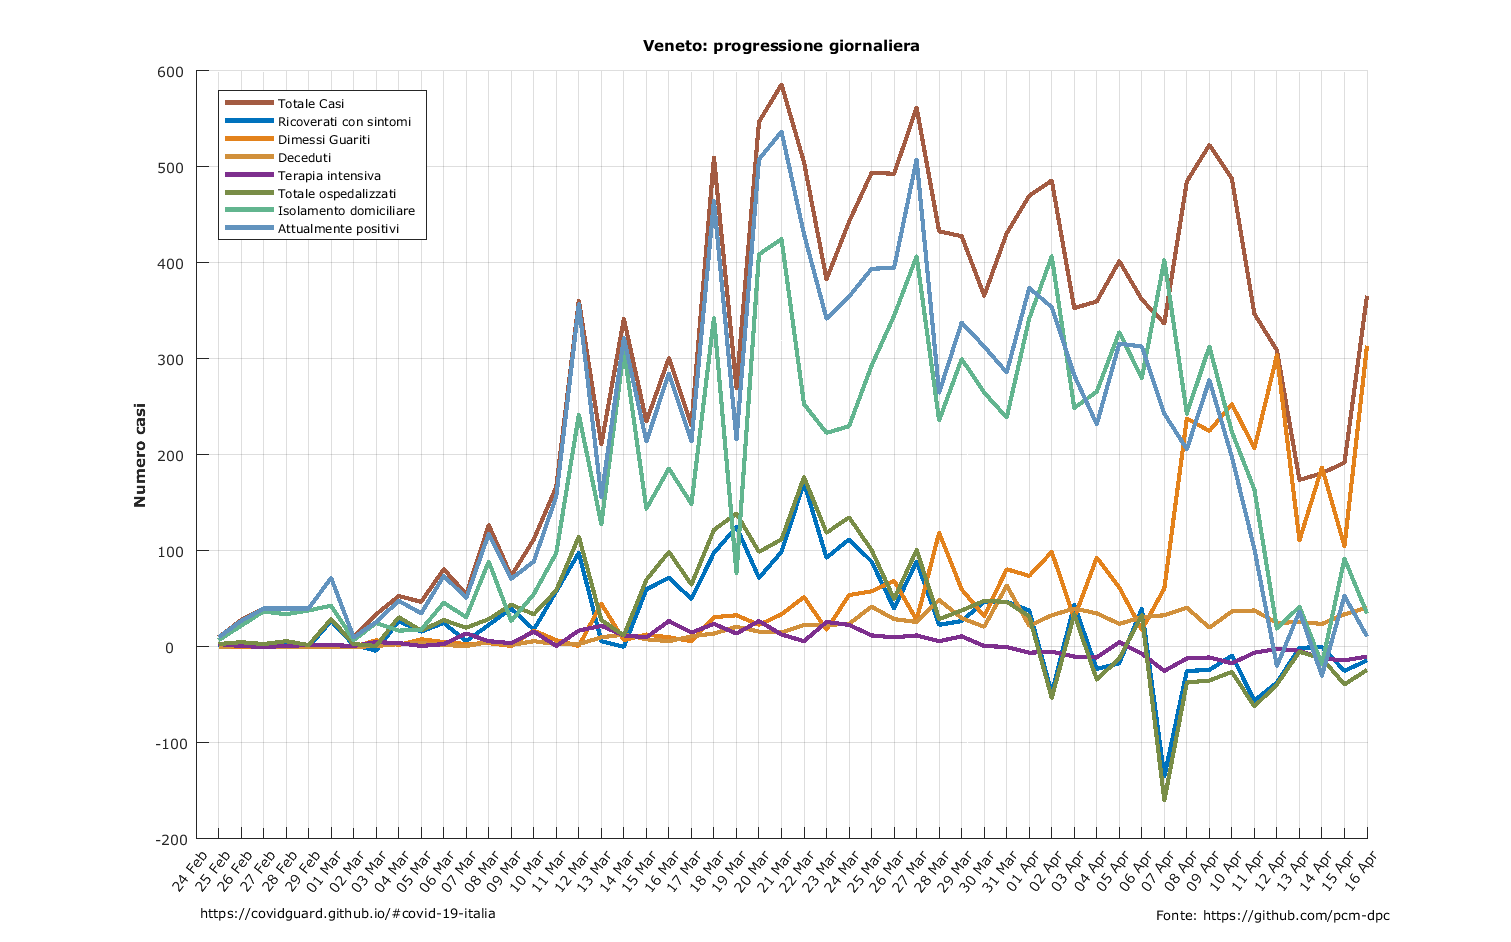 Veneto: progressione giornaliera
600
500
400
300
200
100
0
-100
-200
Numero casi
Totale Casi
Ricoverati con sintomi
Dimessi Guariti
Deceduti
Terapia intensiva
Totale ospedalizzati
Isolamento domiciliare
Attualmente positivi
24 Feb
25 Feb
26 Feb
27 Feb
28 Feb
29 Feb
01 Mar
02 Mar
03 Mar
04 Mar
05 Mar
06 Mar
07 Mar
08 Mar
09 Mar
10 Mar
11 Mar
12 Mar
13 Mar
14 Mar
15 Mar
16 Mar
17 Mar
18 Mar
19 Mar
20 Mar
21 Mar
22 Mar
23 Mar
24 Mar
25 Mar
26 Mar
27 Mar
28 Mar
29 Mar
30 Mar
31 Mar
01 Apr
02 Apr
03 Apr
04 Apr
05 Apr
06 Apr
07 Apr
08 Apr
09 Apr
10 Apr
11 Apr
12 Apr
13 Apr
14 Apr
15 Apr
16 Apr
https://covidguard.github.io/#covid-19-italia
Fonte: https://github.com/pcm-dpc